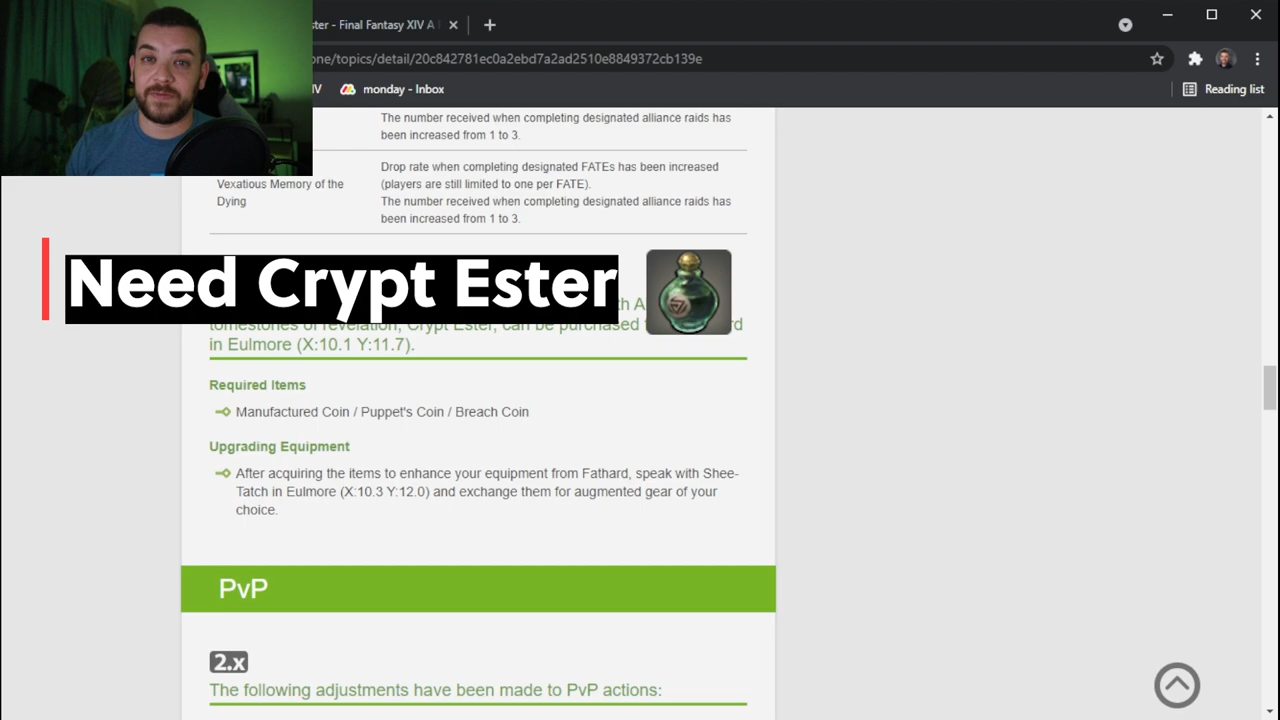 ster - Final Fantasy XIV A
one/topics/detail/20c842781ec0a2ebd7a2ad2510e8849372cb139e
IV
monday - Inbox
Reading list
The number received when completing designated alliance raids has
been increased from 1 to 3.
Vexatious Memory of the
Dying
Drop rate when completing designated FATEs has been increased
(players are still limited to one per FATE).
The number received when completing designated alliance raids has
been increased from 1 to 3.
Need Crypt Ester
th A
tomestones of revelation, Crypt Ester, can be purchased
rd
in Eulmore (X:10.1 Y:11.7).
Required Items
Manufactured Coin / Puppet's Coin / Breach Coin
Upgrading Equipment
After acquiring the items to enhance your equipment from Fathard, speak with Shee-
Tatch in Eulmore (X:10.3 Y:12.0) and exchange them for augmented gear of your
choice.
PvP
2.x
The following adjustments have been made to PvP actions: